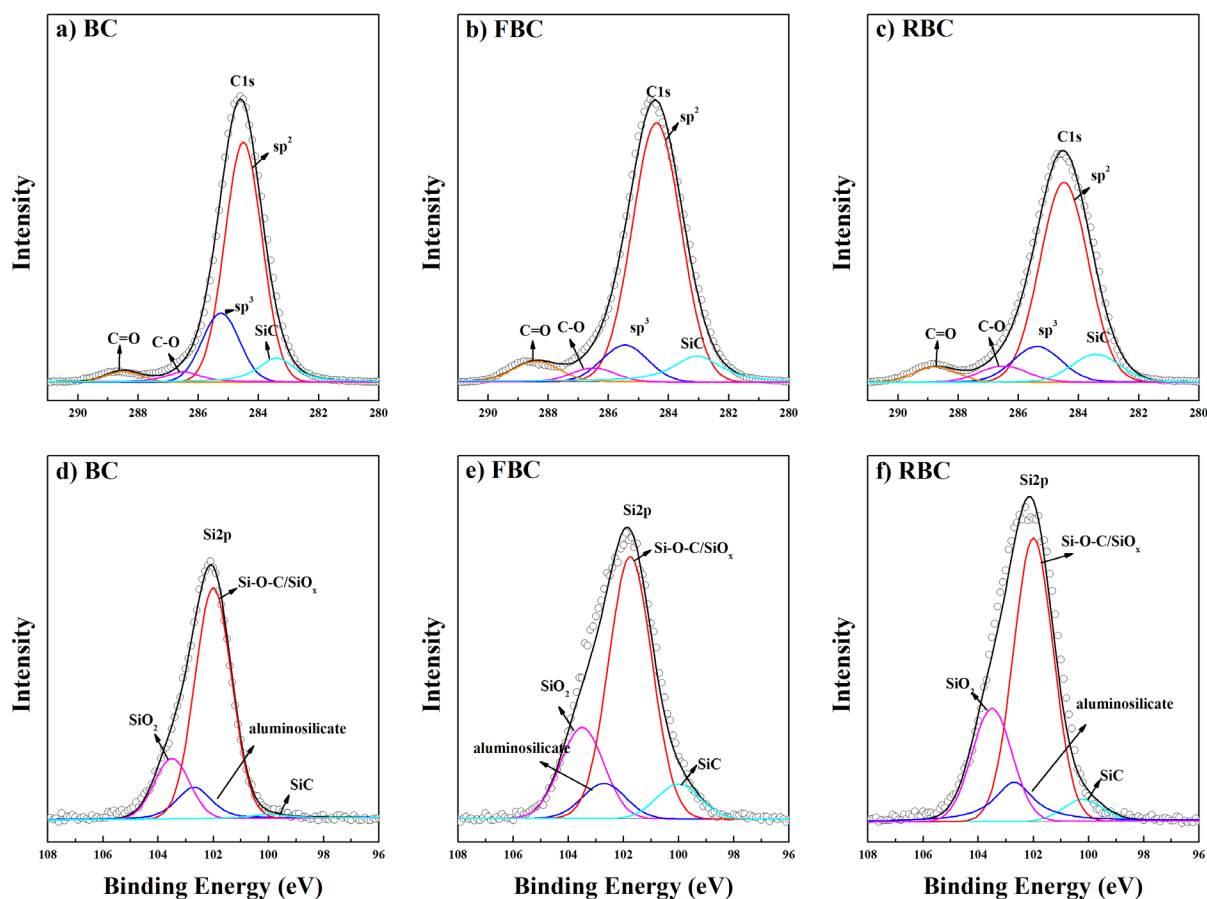 a) BC
C1s
sp²
sp³
SiC
C-O
C=O
Intensity
290 288 286 284 282 280
b) FBC
C1s
sp²
sp³
SiC
C-O
C=O
Intensity
290 288 286 284 282 280
c) RBC
C1s
sp²
sp³
SiC
C-O
C=O
Intensity
290 288 286 284 282 280
d) BC
Si2p
Si-O-C/SiOₓ
SiO₂
aluminosilicate
SiC
Intensity
108 106 104 102 100 98 96
Binding Energy (eV)
e) FBC
Si2p
Si-O-C/SiOₓ
SiO₂
aluminosilicate
SiC
Intensity
108 106 104 102 100 98 96
Binding Energy (eV)
f) RBC
Si2p
Si-O-C/SiOₓ
SiO₂
aluminosilicate
SiC
Intensity
108 106 104 102 100 98 96
Binding Energy (eV)